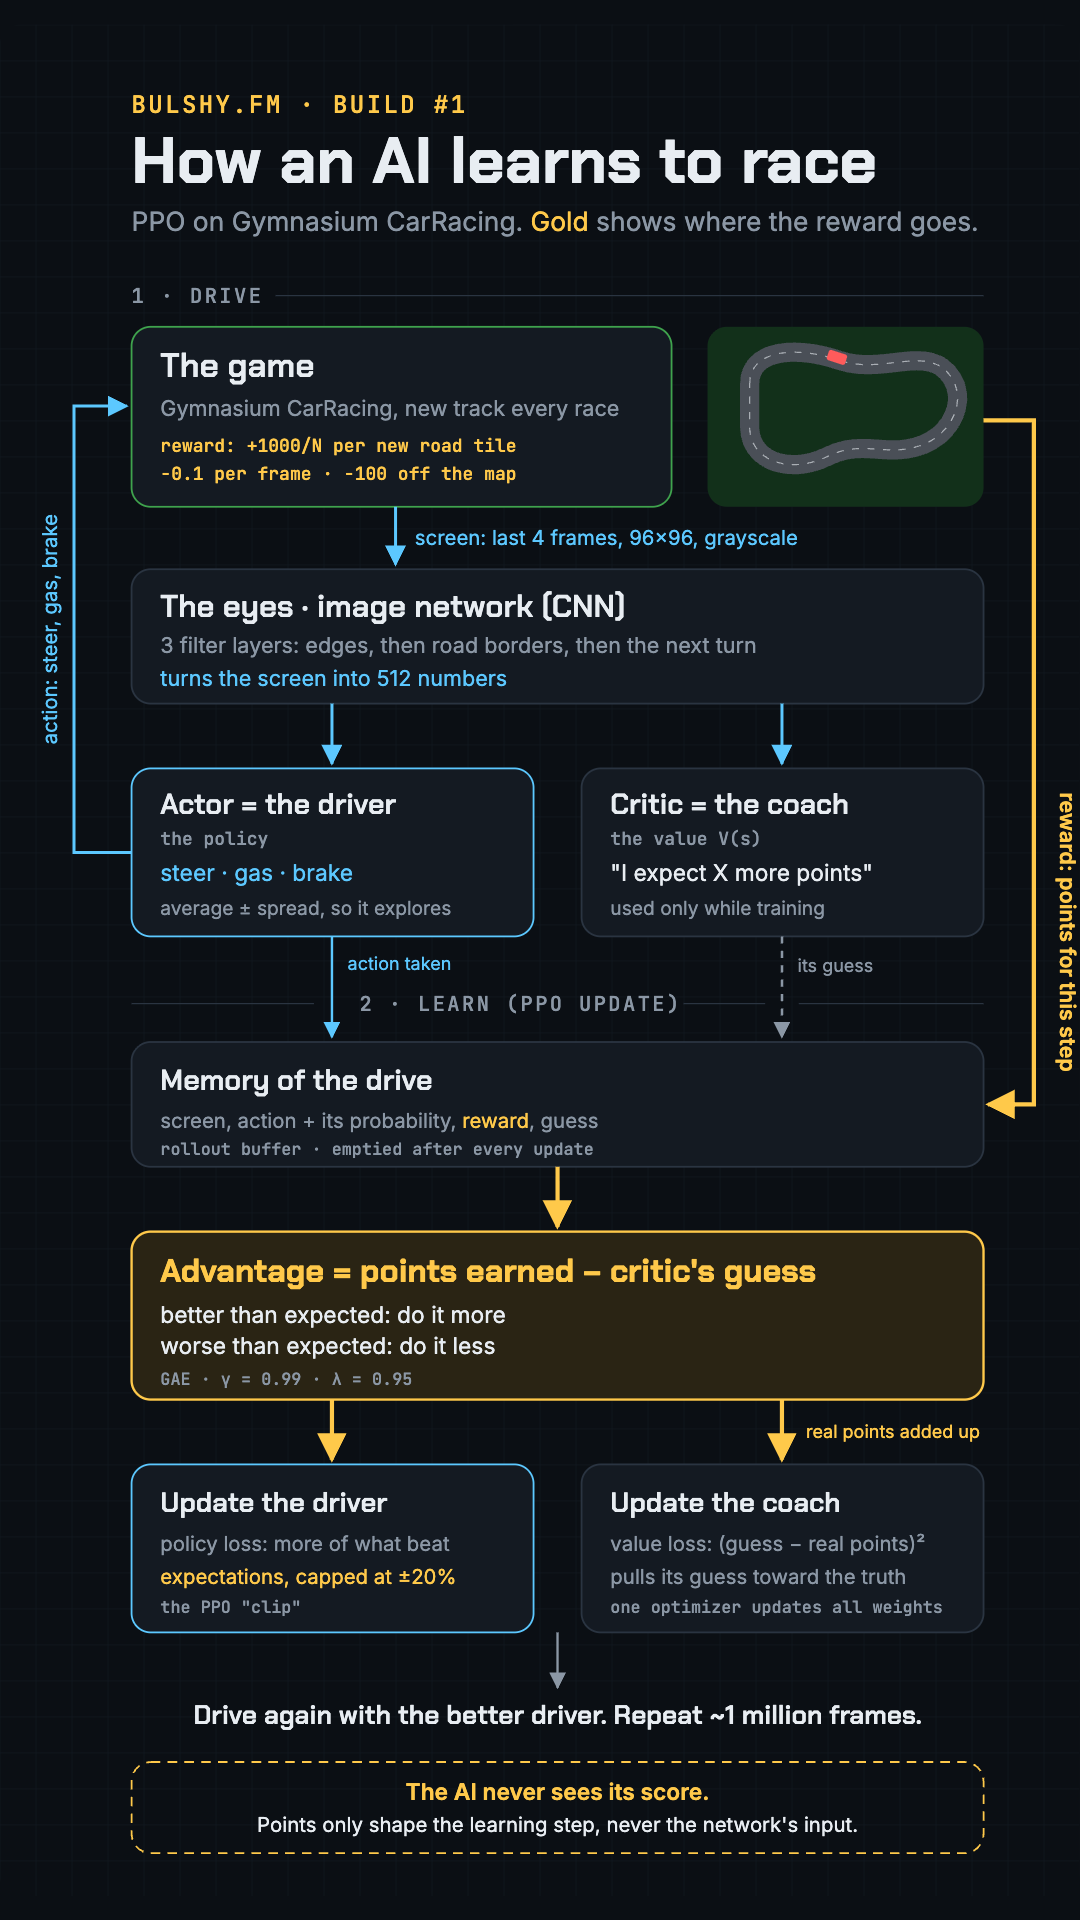 BULSHY.FM · BUILD #1
How an AI learns to race
PPO on Gymnasium CarRacing. Gold shows where the reward goes.
1 · DRIVE
The game
Gymnasium CarRacing, new track every race
reward: +1000/N per new road tile
-0.1 per frame · -100 off the map
screen: last 4 frames, 96×96, grayscale
action: steer, gas, brake
The eyes · image network (CNN)
3 filter layers: edges, then road borders, then the next turn
turns the screen into 512 numbers
Actor = the driver
the policy
steer · gas · brake
average ± spread, so it explores
Critic = the coach
the value V(s)
"I expect X more points"
used only while training
reward: points for this step
action taken
its guess
2 · LEARN (PPO UPDATE)
Memory of the drive
screen, action + its probability, reward, guess
rollout buffer · emptied after every update
Advantage = points earned – critic's guess
better than expected: do it more
worse than expected: do it less
GAE · γ = 0.99 · λ = 0.95
real points added up
Update the driver
policy loss: more of what beat
expectations, capped at ±20%
the PPO "clip"
Update the coach
value loss: (guess – real points)²
pulls its guess toward the truth
one optimizer updates all weights
Drive again with the better driver. Repeat ~1 million frames.
The AI never sees its score.
Points only shape the learning step, never the network's input.